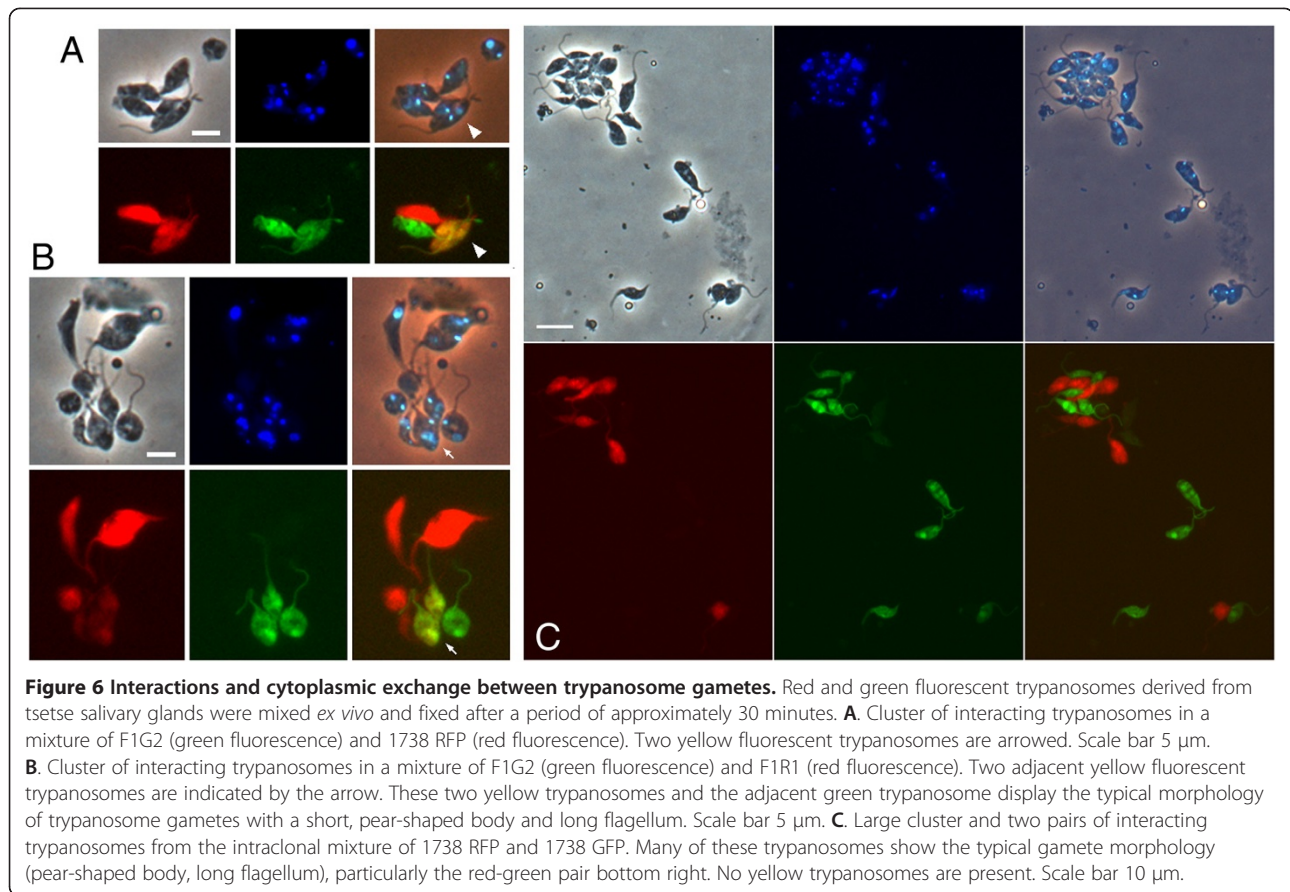 A
B
C
Figure 6 Interactions and cytoplasmic exchange between trypanosome gametes. Red and green fluorescent trypanosomes derived from
tsetse salivary glands were mixed ex vivo and fixed after a period of approximately 30 minutes. A. Cluster of interacting trypanosomes in a
mixture of F1G2 (green fluorescence) and 1738 RFP (red fluorescence). Two yellow fluorescent trypanosomes are arrowed. Scale bar 5 μm.
B. Cluster of interacting trypanosomes in a mixture of F1G2 (green fluorescence) and F1R1 (red fluorescence). Two adjacent yellow fluorescent
trypanosomes are indicated by the arrow. These two yellow trypanosomes and the adjacent green trypanosome display the typical morphology
of trypanosome gametes with a short, pear-shaped body and long flagellum. Scale bar 5 μm. C. Large cluster and two pairs of interacting
trypanosomes from the intraclonal mixture of 1738 RFP and 1738 GFP. Many of these trypanosomes show the typical gamete morphology
(pear-shaped body, long flagellum), particularly the red-green pair bottom right. No yellow trypanosomes are present. Scale bar 10 μm.